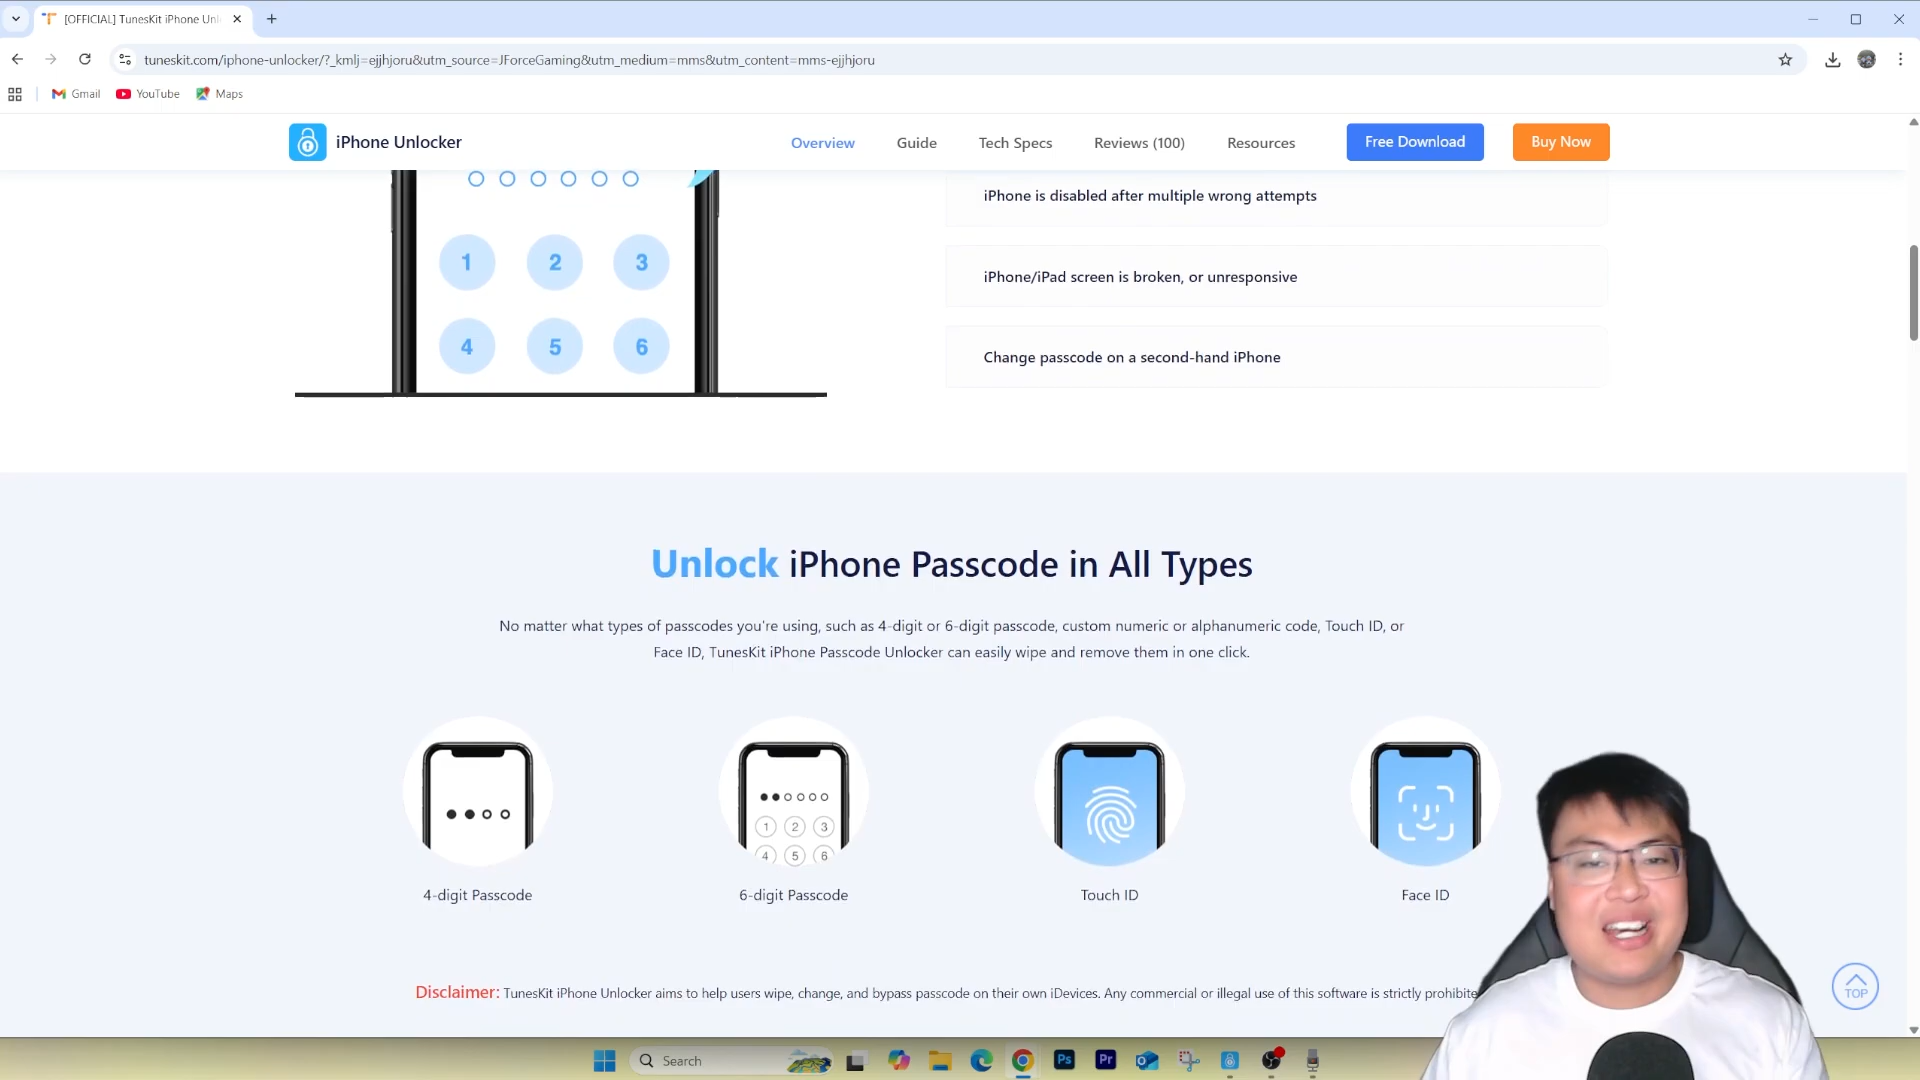 [OFFICIAL] TunesKit iPhone Unl
tuneskit.com/iphone-unlocker/?_kmlj=ejjhjoru&utm_source=JForceGaming&utm_medium=mms&utm_content=mms-ejjhjoru
Gmail YouTube Maps
iPhone Unlocker Overview Guide Tech Specs Reviews (100) Resources Free Download Buy Now
iPhone is disabled after multiple wrong attempts
1 2 3
iPhone/iPad screen is broken, or unresponsive
4 5 6
Change passcode on a second-hand iPhone
Unlock iPhone Passcode in All Types
No matter what types of passcodes you're using, such as 4-digit or 6-digit passcode, custom numeric or alphanumeric code, Touch ID, or
Face ID, TunesKit iPhone Passcode Unlocker can easily wipe and remove them in one click.
1 2 3
4 5 6
4-digit Passcode 6-digit Passcode Touch ID Face ID
Disclaimer: TunesKit iPhone Unlocker aims to help users wipe, change, and bypass passcode on their own iDevices. Any commercial or illegal use of this software is strictly prohibite
TOP
Search
Ps Pr